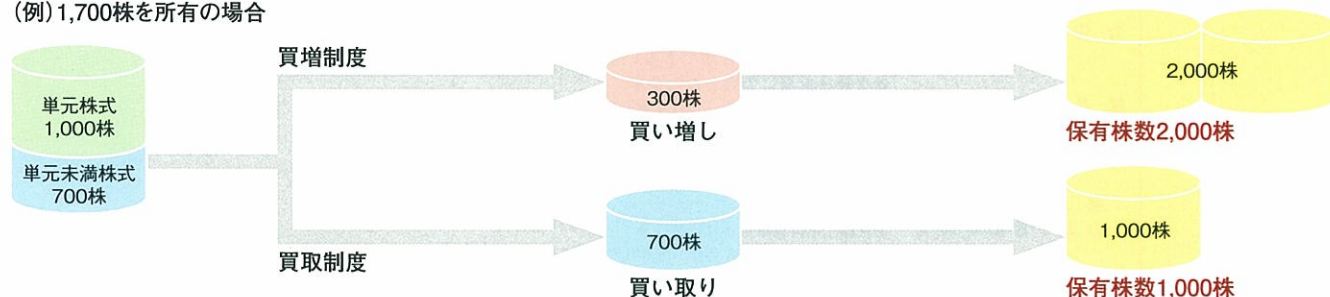 (例)1,700株を所有の場合
単元株式
1,000株
単元未満株式
700株
買増制度
300株
買い増し
2,000株
保有株数2,000株
買取制度
700株
買い取り
1,000株
保有株数1,000株